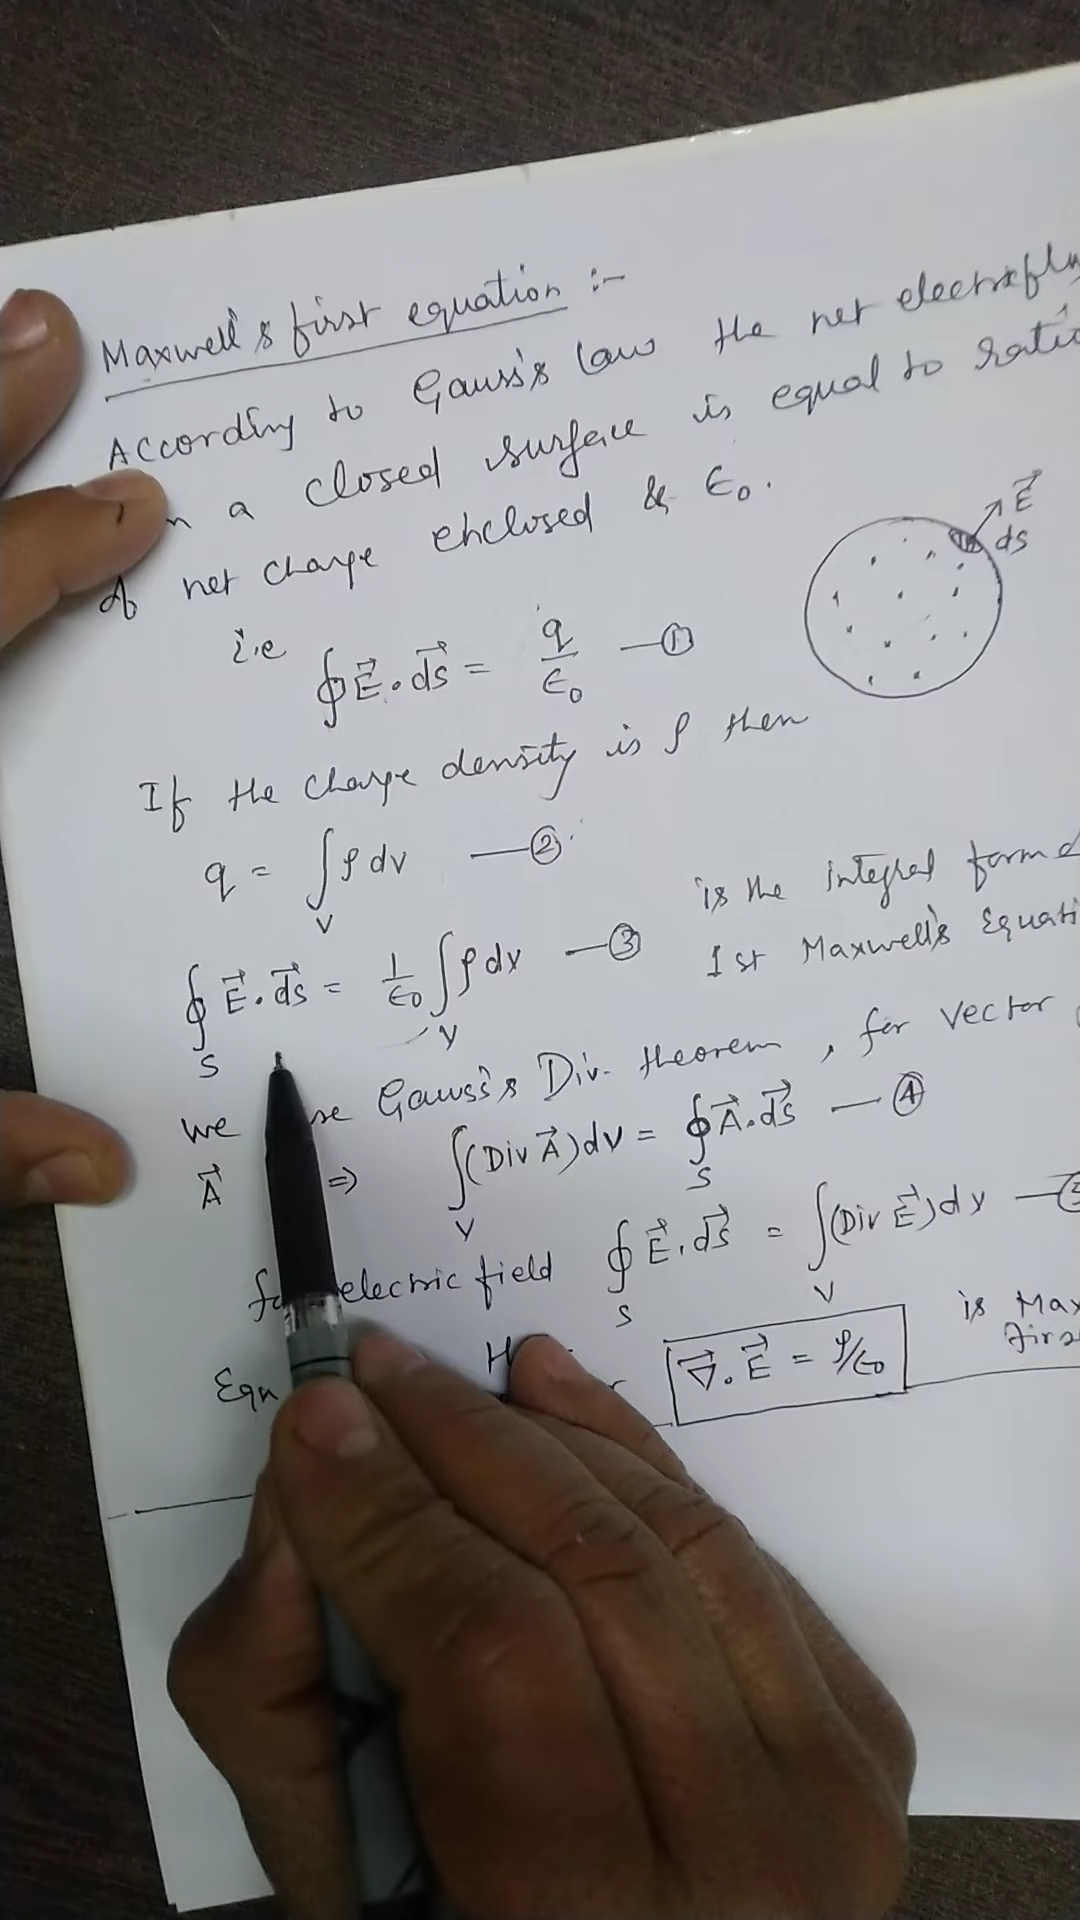 Maxwell's first equation :-
According to Gauss's law the net electric flu
a closed surface is equal to ratio
of net charge enclosed & ϵ₀.
E⃗
ds
i.e ∮E⃗.ds⃗ = q/ϵ₀ —①
If the charge density is ρ then
q = ∫ρdv —②
V
is the integral form
∮E⃗.ds⃗ = 1/ϵ₀ ∫ρdv —③
S V
1st Maxwell's Equati
we Gauss's Div. theorem, for vector
A⃗ ⇒ ∫(Div A⃗)dv = ∮A⃗.ds⃗ —④
V S
electric field ∮E⃗.ds⃗ = ∫(Div E⃗)dv —⑤
S V
Eqn ∇⃗.E⃗ = ρ/ϵ₀ is Max
firs